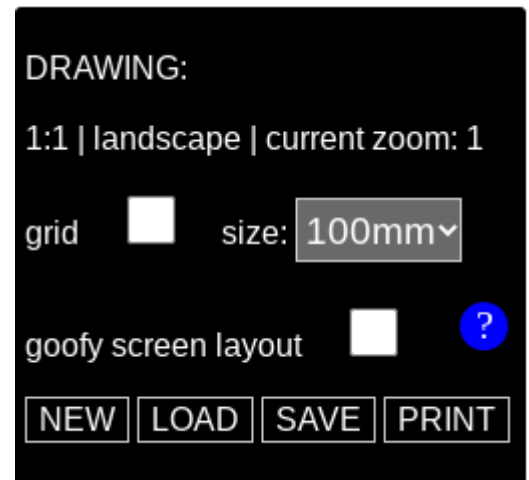 DRAWING:
1:1 | landscape | current zoom: 1
grid size: 100mm
goofy screen layout ?
NEW LOAD SAVE PRINT